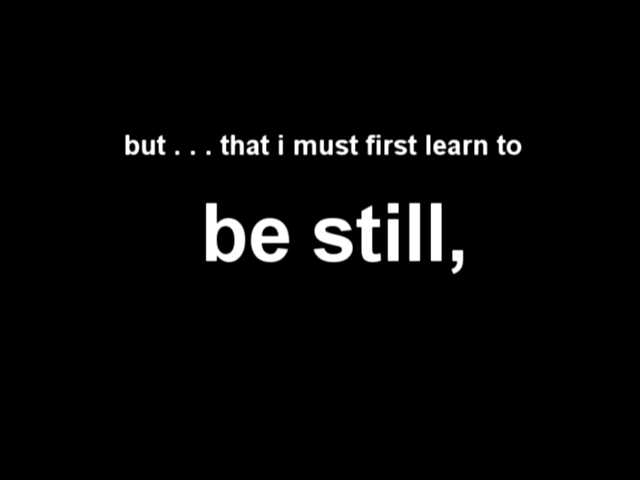 but . . . that i must first learn to
be still,